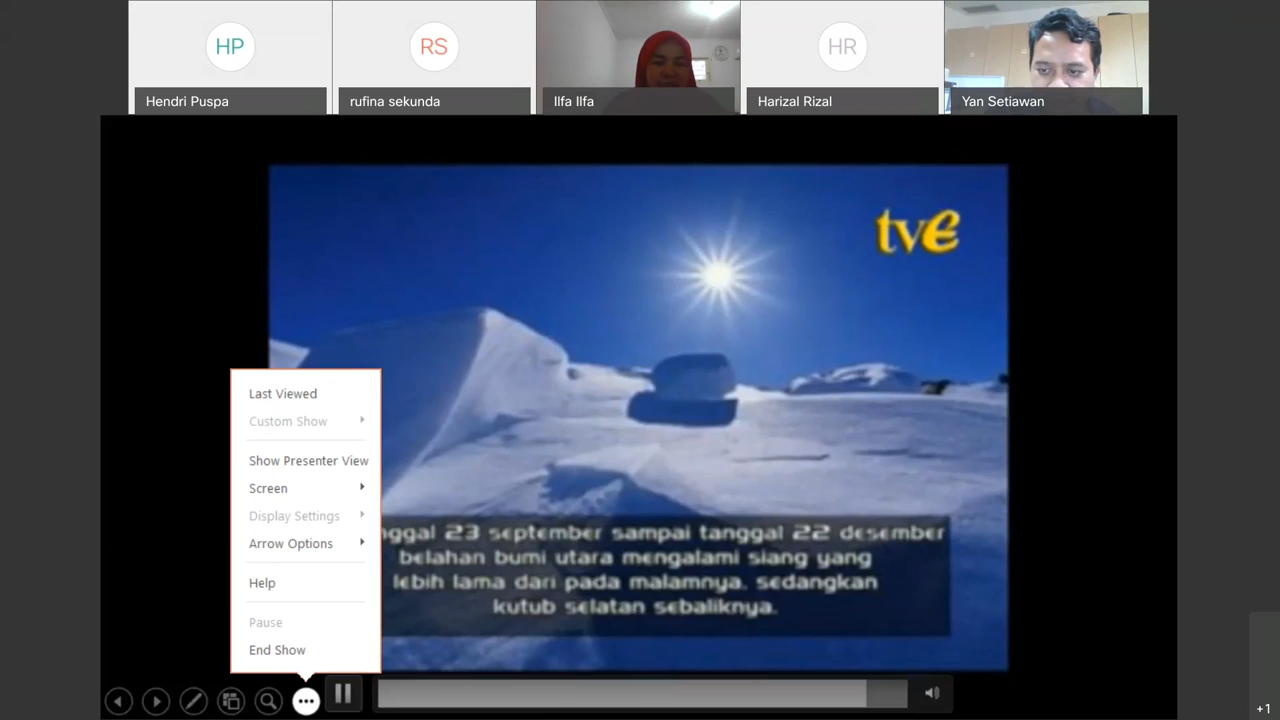 HP
RS
HR
Hendri Puspa
rufina sekunda
Ilfa Ilfa
Harizal Rizal
Yan Setiawan
tve
Last Viewed
Custom Show
Show Presenter View
Screen
Display Settings
Arrow Options
Help
Pause
End Show
nggal 23 september sampai tanggal 22 desember
belahan bumi utara mengalami siang yang
lebih lama dari pada malamnya. sedangkan
kutub selatan sebaliknya.
+1